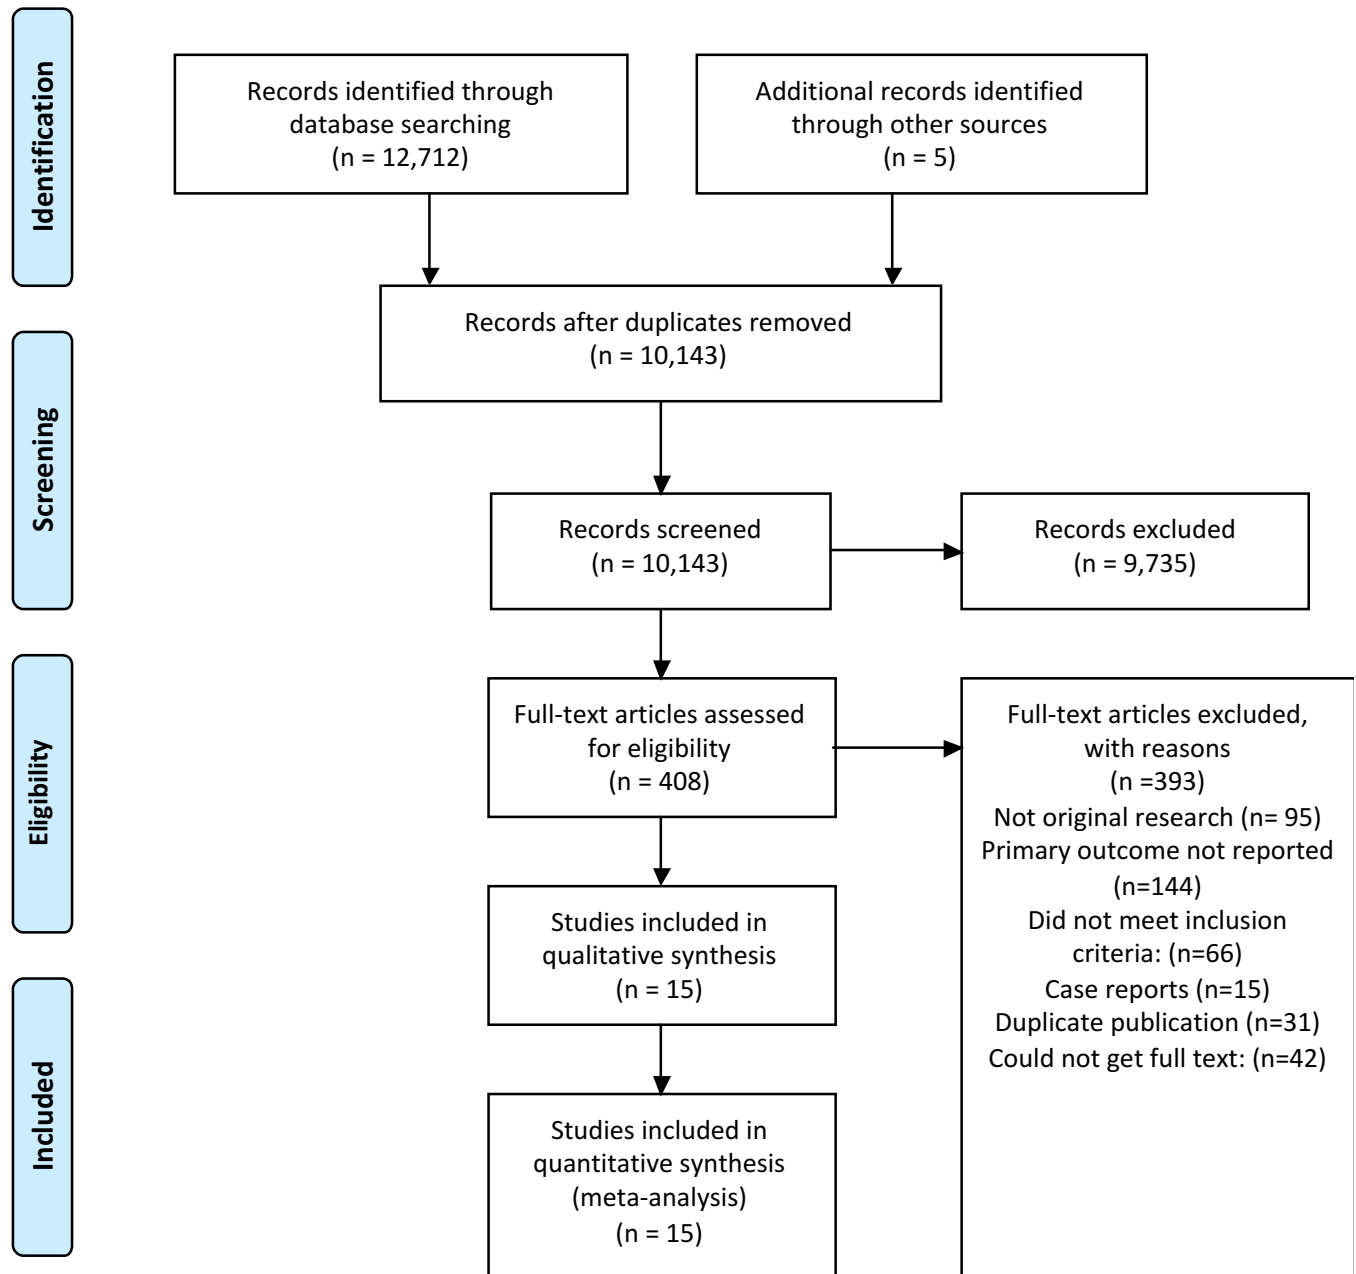 Identification
Records identified through
database searching
(n = 12,712)
Additional records identified
through other sources
(n = 5)
Records after duplicates removed
(n = 10,143)
Screening
Records screened
(n = 10,143)
Records excluded
(n = 9,735)
Eligibility
Full-text articles assessed
for eligibility
(n = 408)
Full-text articles excluded,
with reasons
(n =393)
Not original research (n= 95)
Primary outcome not reported
(n=144)
Did not meet inclusion
criteria: (n=66)
Case reports (n=15)
Duplicate publication (n=31)
Could not get full text: (n=42)
Studies included in
qualitative synthesis
(n = 15)
Included
Studies included in
quantitative synthesis
(meta-analysis)
(n = 15)